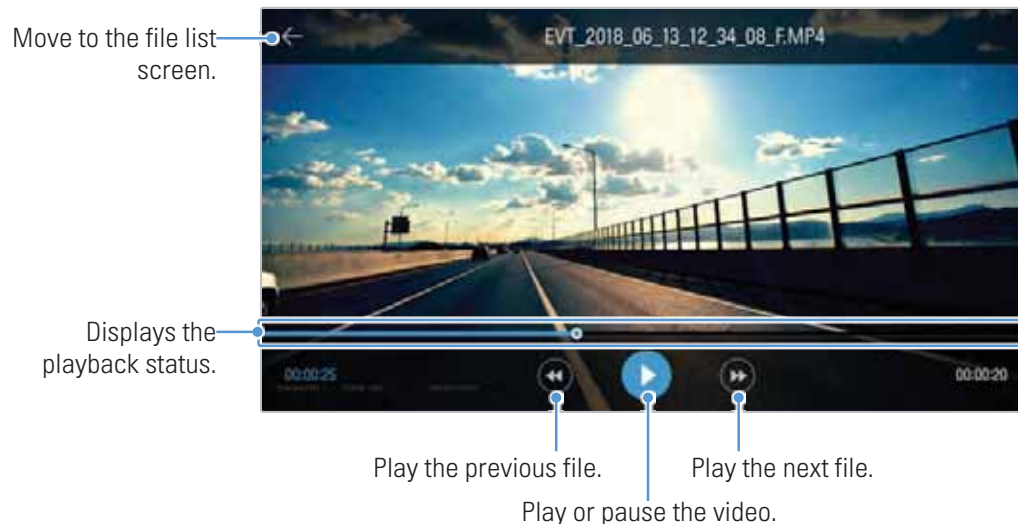 Move to the file list
screen.
EVT_2018_06_13_12_34_08_F.MP4
Displays the
playback status.
00:00:25
00:00:20
Play the previous file.
Play the next file.
Play or pause the video.